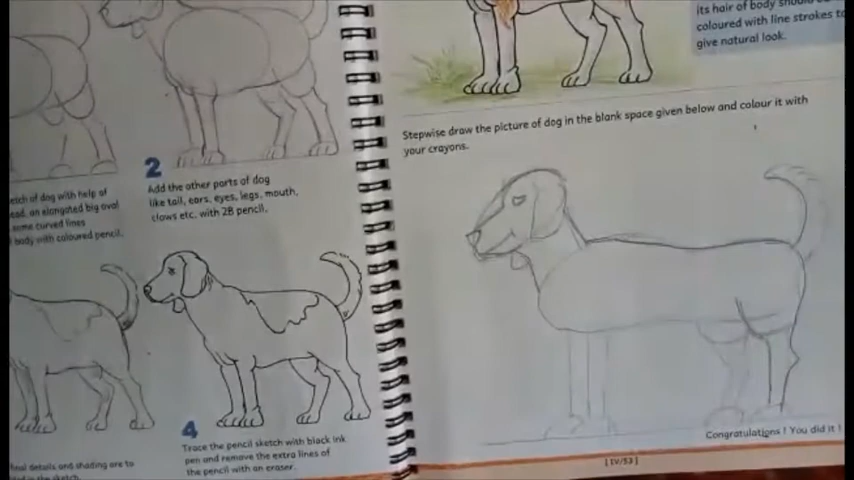 its hair of body should be
coloured with line strokes to
give natural look.
Stepwise draw the picture of dog in the blank space given below and colour it with
your crayons.
2
Add the other parts of dog
like tail, ears, eyes, legs, mouth,
claws etc. with 2B pencil.
of dog with help of
an elongated big oval
some curved lines
body with coloured pencil.
4
Trace the pencil sketch with black ink
pen and remove the extra lines of
the pencil with an eraser.
details and shading are to
in the sketch.
Congratulations ! You did it !
[ IV/53 ]